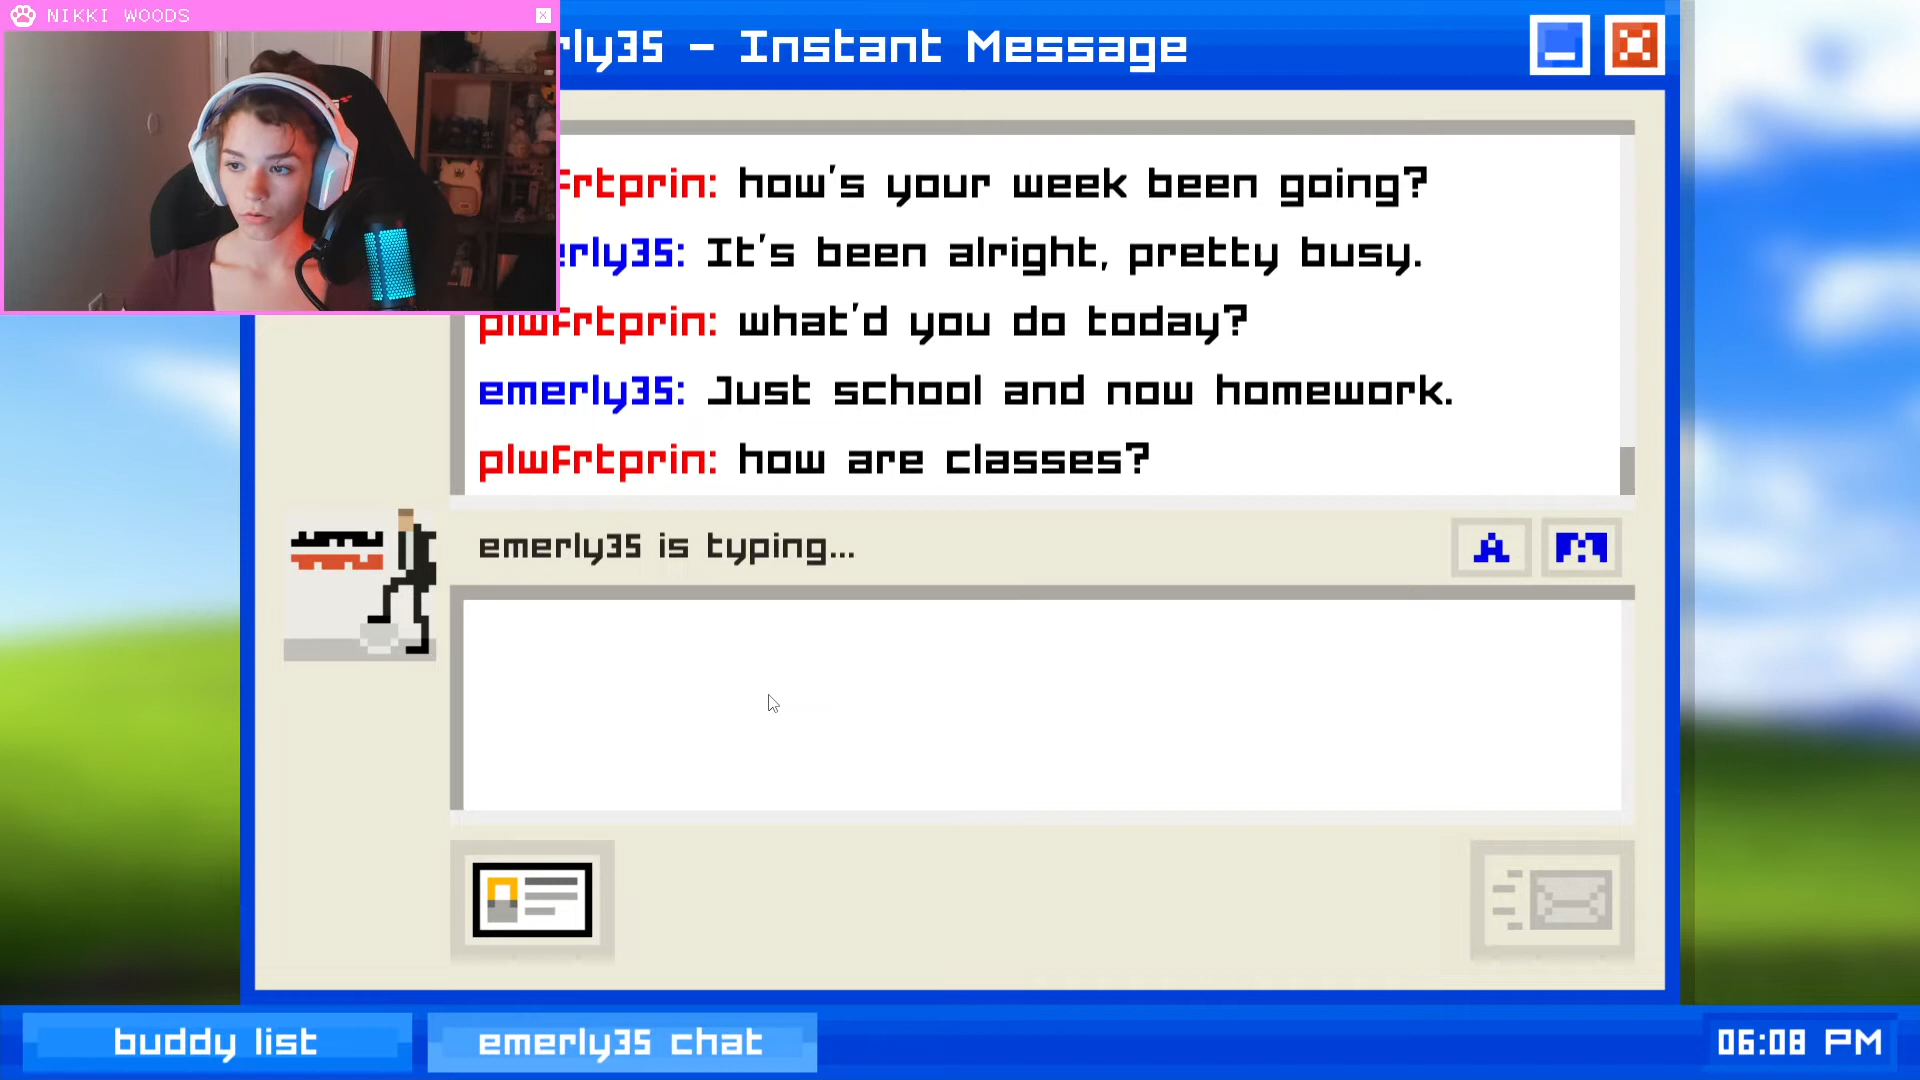 NIKKI WOODS
rly35 - Instant Message
Frtprin: how's your week been going?
erly35: It's been alright, pretty busy.
plwFrtprin: what'd you do today?
emerly35: Just school and now homework.
plwFrtprin: how are classes?
emerly35 is typing...
A
buddy list
emerly35 chat
06:08 PM